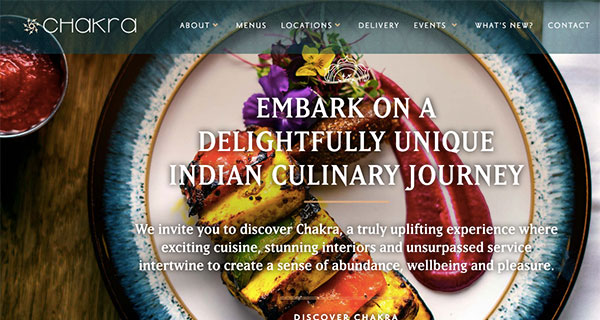 CHAKRA
ABOUT MENUS LOCATIONS DELIVERY EVENTS WHAT'S NEW? CONTACT
EMBARK ON A
DELIGHTFULLY UNIQUE
INDIAN CULINARY JOURNEY
We invite you to discover Chakra, a truly uplifting experience where
exciting cuisine, stunning interiors and unsurpassed service
intertwine to create a sense of abundance, wellbeing and pleasure.
DISCOVER CHAKRA